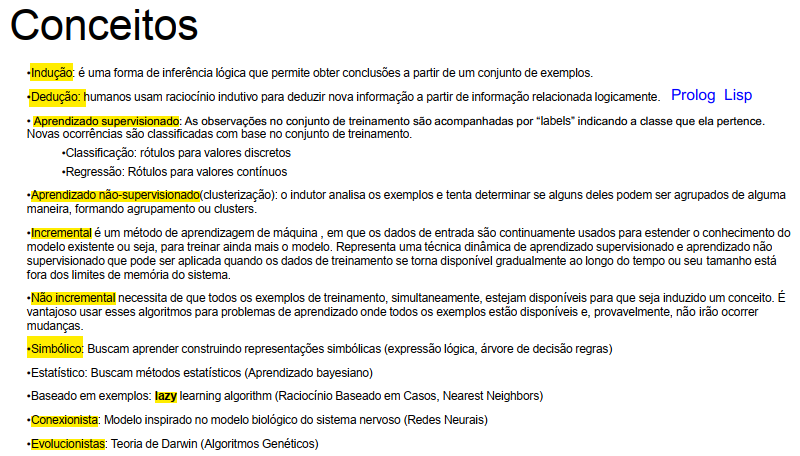 Conceitos
•Indução: é uma forma de inferência lógica que permite obter conclusões a partir de um conjunto de exemplos.
•Dedução: humanos usam raciocínio indutivo para deduzir nova informação a partir de informação relacionada logicamente. Prolog Lisp
• Aprendizado supervisionado: As observações no conjunto de treinamento são acompanhadas por “labels” indicando a classe que ela pertence.
Novas ocorrências são classificadas com base no conjunto de treinamento.
•Classificação: rótulos para valores discretos
•Regressão: Rótulos para valores contínuos
•Aprendizado não-supervisionado(clusterização): o indutor analisa os exemplos e tenta determinar se alguns deles podem ser agrupados de alguma
maneira, formando agrupamento ou clusters.
•Incremental é um método de aprendizagem de máquina , em que os dados de entrada são continuamente usados para estender o conhecimento do
modelo existente ou seja, para treinar ainda mais o modelo. Representa uma técnica dinâmica de aprendizado supervisionado e aprendizado não
supervisionado que pode ser aplicada quando os dados de treinamento se torna disponível gradualmente ao longo do tempo ou seu tamanho está
fora dos limites de memória do sistema.
•Não incremental necessita de que todos os exemplos de treinamento, simultaneamente, estejam disponíveis para que seja induzido um conceito. É
vantajoso usar esses algoritmos para problemas de aprendizado onde todos os exemplos estão disponíveis e, provavelmente, não irão ocorrer
mudanças.
•Simbólico: Buscam aprender construindo representações simbólicas (expressão lógica, árvore de decisão regras)
•Estatístico: Buscam métodos estatísticos (Aprendizado bayesiano)
•Baseado em exemplos: lazy learning algorithm (Raciocínio Baseado em Casos, Nearest Neighbors)
•Conexionista: Modelo inspirado no modelo biológico do sistema nervoso (Redes Neurais)
•Evolucionistas: Teoria de Darwin (Algoritmos Genéticos)